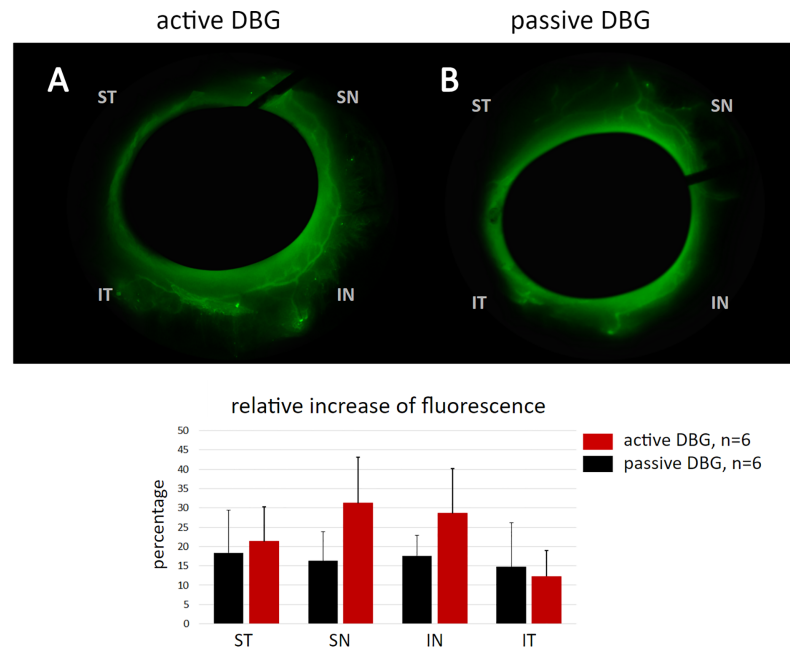 active DBG
passive DBG
A
B
ST
SN
ST
SN
IT
IN
IT
IN
relative increase of fluorescence
percentage
50
45
40
35
30
25
20
15
10
5
0
ST
SN
IN
IT
active DBG, n=6
passive DBG, n=6